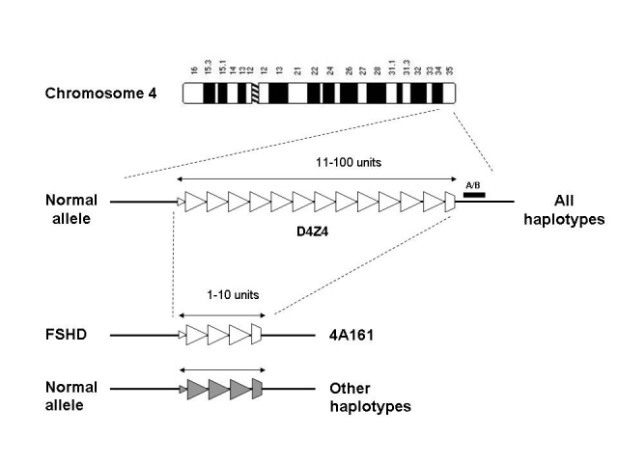 16 15.3 15.1 14 13 12 12 13 21 22 24 26 27 28 31.1 31.3 32 33 34 35
Chromosome 4
11-100 units
A/B
Normal
allele
D4Z4
All
haplotypes
1-10 units
FSHD
4A161
Normal
allele
Other
haplotypes